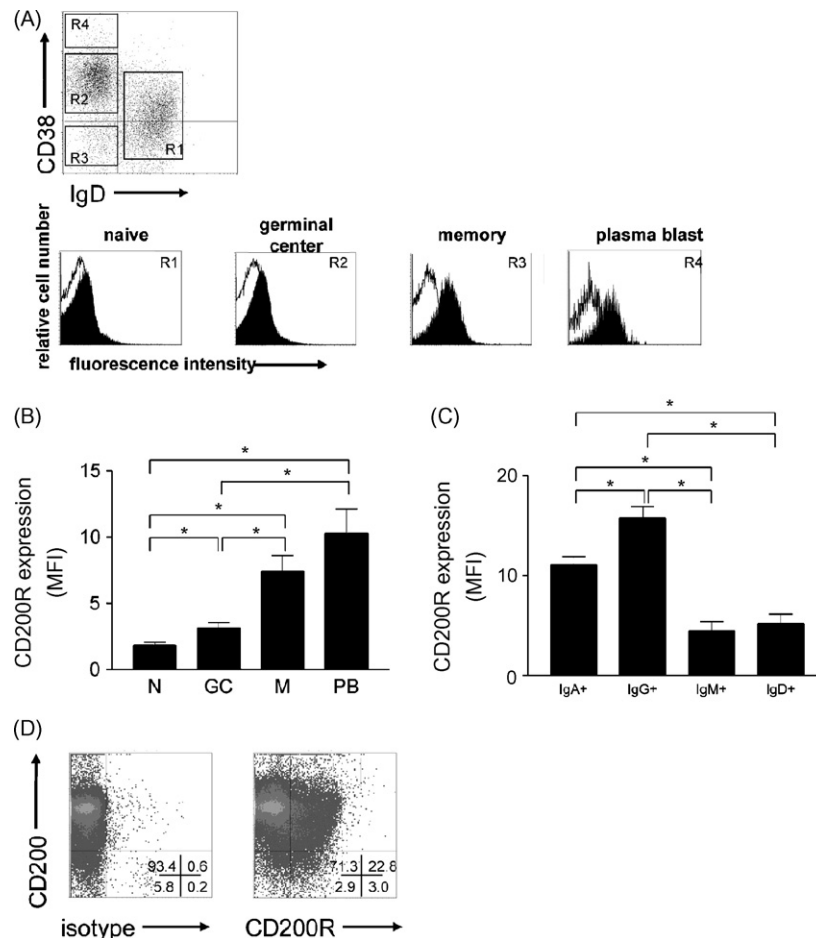 (A)
R4
R2
R3
R1
CD38
IgD
naive
germinal
center
memory
plasma blast
relative cell number
R1
R2
R3
R4
fluorescence intensity
(B)
CD200R expression
(MFI)
15
10
5
0
*
*
*
*
*
N GC M PB
(C)
CD200R expression
(MFI)
20
10
0
*
*
*
*
*
IgA+ IgG+ IgM+ IgD+
(D)
CD200
93.4 0.6
5.8 0.2
isotype
71.3 22.8
2.9 3.0
CD200R